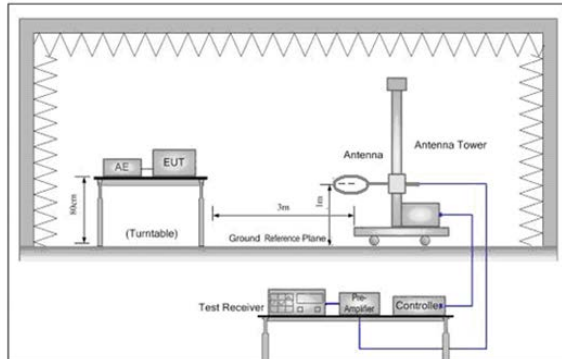 AE
EUT
80cm
(Turntable)
3m
Ground Reference Plane
Antenna
Antenna Tower
1m
Test Receiver
Pre-
Amplifier
Controller